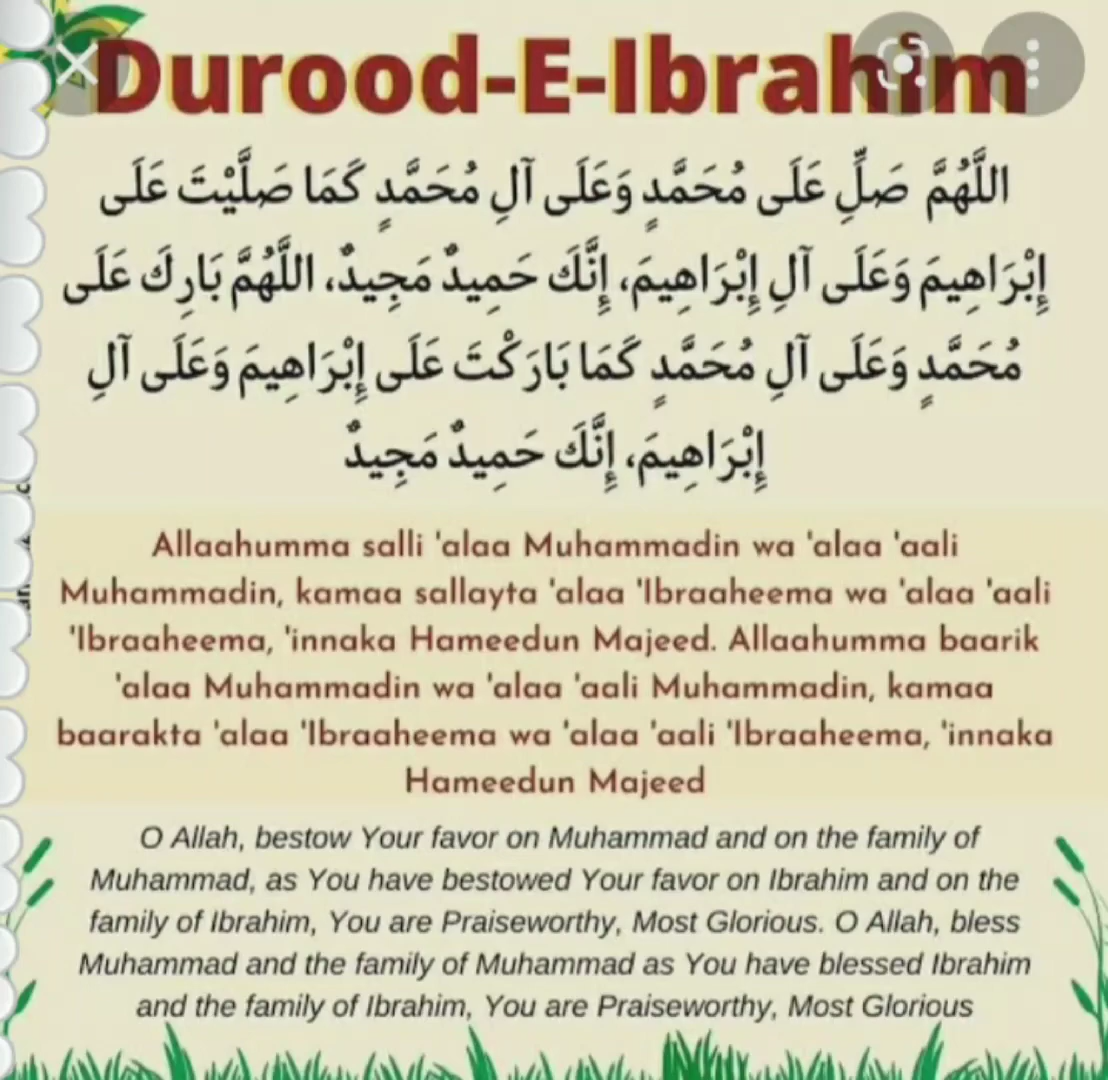 Durood-E-Ibrahim
اللَّهُمَّ صَلِّ عَلَى مُحَمَّدٍ وَعَلَى آلِ مُحَمَّدٍ كَمَا صَلَّيْتَ عَلَى
إِبْرَاهِيمَ وَعَلَى آلِ إِبْرَاهِيمَ، إِنَّكَ حَمِيدٌ مَجِيدٌ، اللَّهُمَّ بَارِكَ عَلَى
مُحَمَّدٍ وَعَلَى آلِ مُحَمَّدٍ كَمَا بَارَكْتَ عَلَى إِبْرَاهِيمَ وَعَلَى آلِ
إِبْرَاهِيمَ، إِنَّكَ حَمِيدٌ مَجِيدٌ
Allaahumma salli 'alaa Muhammadin wa 'alaa 'aali
Muhammadin, kamaa sallayta 'alaa 'Ibraaheema wa 'alaa 'aali
'Ibraaheema, 'innaka Hameedun Majeed. Allaahumma baarik
'alaa Muhammadin wa 'alaa 'aali Muhammadin, kamaa
baarakta 'alaa 'Ibraaheema wa 'alaa 'aali 'Ibraaheema, 'innaka
Hameedun Majeed
O Allah, bestow Your favor on Muhammad and on the family of
Muhammad, as You have bestowed Your favor on Ibrahim and on the
family of Ibrahim, You are Praiseworthy, Most Glorious. O Allah, bless
Muhammad and the family of Muhammad as You have blessed Ibrahim
and the family of Ibrahim, You are Praiseworthy, Most Glorious